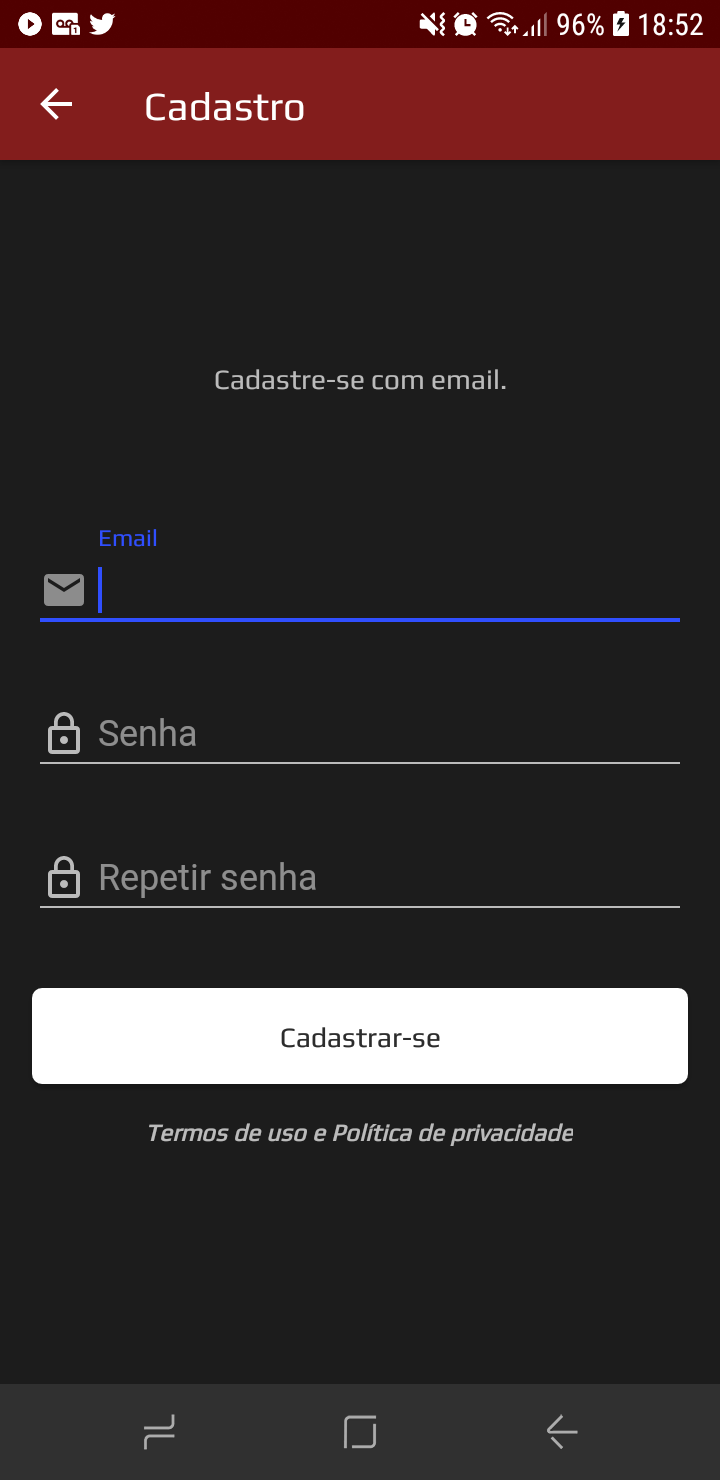 96% 18:52
Cadastro
Cadastre-se com email.
Email
Senha
Repetir senha
Cadastrar-se
Termos de uso e Política de privacidade